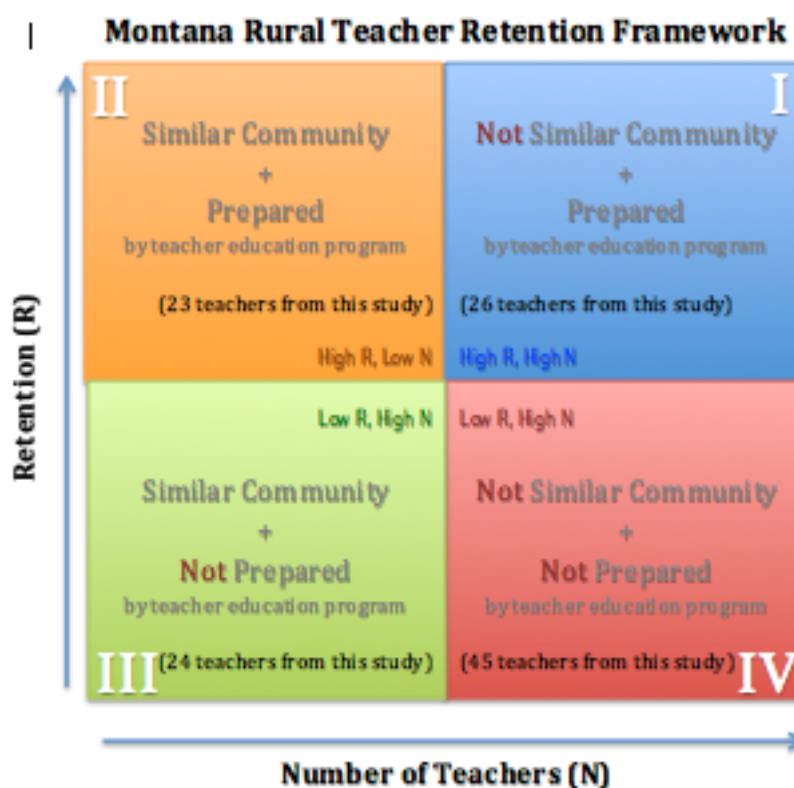 Montana Rural Teacher Retention Framework
II
Similar Community
+
Prepared
by teacher education program
(23 teachers from this study)
High R, Low N
I
Not Similar Community
+
Prepared
by teacher education program
(26 teachers from this study)
High R, High N
Low R, High N
Similar Community
+
Not Prepared
by teacher education program
III
(24 teachers from this study)
Low R, High N
Not Similar Community
+
Not Prepared
by teacher education program
(45 teachers from this study)
IV
Retention (R)
Number of Teachers (N)